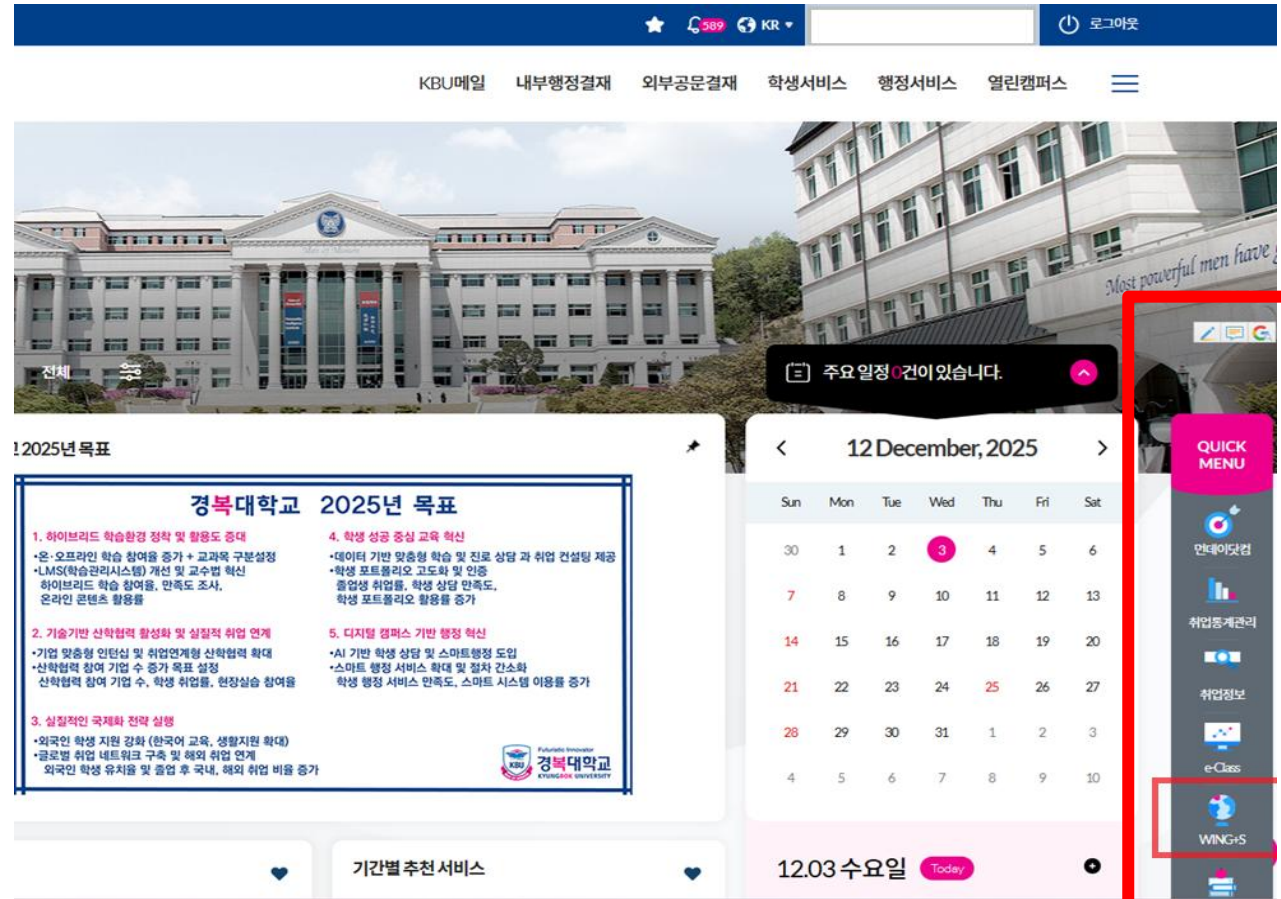 589 KR 로그아웃
KBU메일 내부행정결재 외부공문결재 학생서비스 행정서비스 열린캠퍼스
Most powerful men have
전체
주요 일정 0건이 있습니다.
2025년 목표
경복대학교 2025년 목표
1. 하이브리드 학습환경 정착 및 활용도 증대
•온·오프라인 학습 참여율 증가 + 교과목 구분설정
•LMS(학습관리시스템) 개선 및 교수법 혁신
하이브리드 학습 참여율, 만족도 조사,
온라인 콘텐츠 활용률
2. 기술기반 산학협력 활성화 및 실질적 취업 연계
•기업 맞춤형 인턴십 및 취업연계형 산학협력 확대
•산학협력 참여 기업 수 증가 목표 설정
산학협력 참여 기업 수, 학생 취업률, 현장실습 참여율
3. 실질적인 국제화 전략 실행
•외국인 학생 지원 강화 (한국어 교육, 생활지원 확대)
•글로벌 취업 네트워크 구축 및 해외 취업 연계
외국인 학생 유치율 및 졸업 후 국내, 해외 취업 비율 증가
4. 학생 성공 중심 교육 혁신
•데이터 기반 맞춤형 학습 및 진로 상담 과 취업 컨설팅 제공
•학생 포트폴리오 고도화 및 인증
졸업생 취업률, 학생 상담 만족도,
학생 포트폴리오 활용률 증가
5. 디지털 캠퍼스 기반 행정 혁신
•AI 기반 학생 상담 및 스마트행정 도입
•스마트 행정 서비스 확대 및 절차 간소화
학생 행정 서비스 만족도, 스마트 시스템 이용률 증가
KBU
Futuristic Innovator
경복대학교
KYUNGBOK UNIVERSITY
12 December, 2025
Sun Mon Tue Wed Thu Fri Sat
30 1 2 3 4 5 6
7 8 9 10 11 12 13
14 15 16 17 18 19 20
21 22 23 24 25 26 27
28 29 30 31 1 2 3
4 5 6 7 8 9 10
기간별 추천 서비스
12.03 수요일 Today
QUICK
MENU
먼데이닷컴
취업통계관리
취업정보
e-Class
WING+S